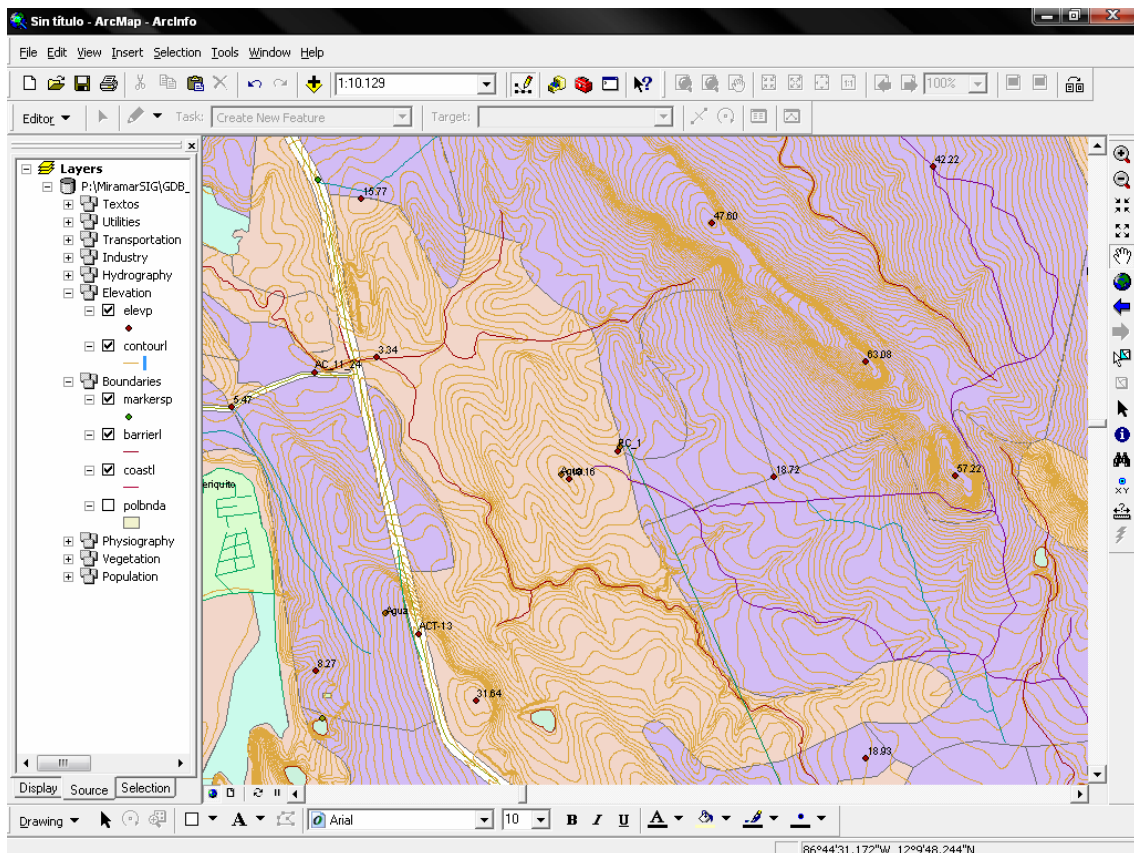 Sin título - ArcMap - ArcInfo
File Edit View Insert Selection Tools Window Help
1:10.129
100%
Editor
Task: Create New Feature
Target:
Layers
P:\MiramarSIG\GDB_
Textos
Utilities
Transportation
Industry
Hydrography
Elevation
elevp
contourl
Boundaries
markersp
barrierl
coastl
polbnda
Physiography
Vegetation
Population
Display Source Selection
42.22
15.77
47.60
3.34
63.08
AC_11_24
5.47
18.72
57.22
eriquito
Agua
ACT-13
8.27
31.64
18.93
Drawing
Arial
10
B I U
A
86°44'31.172"W 12°9'48.244"N